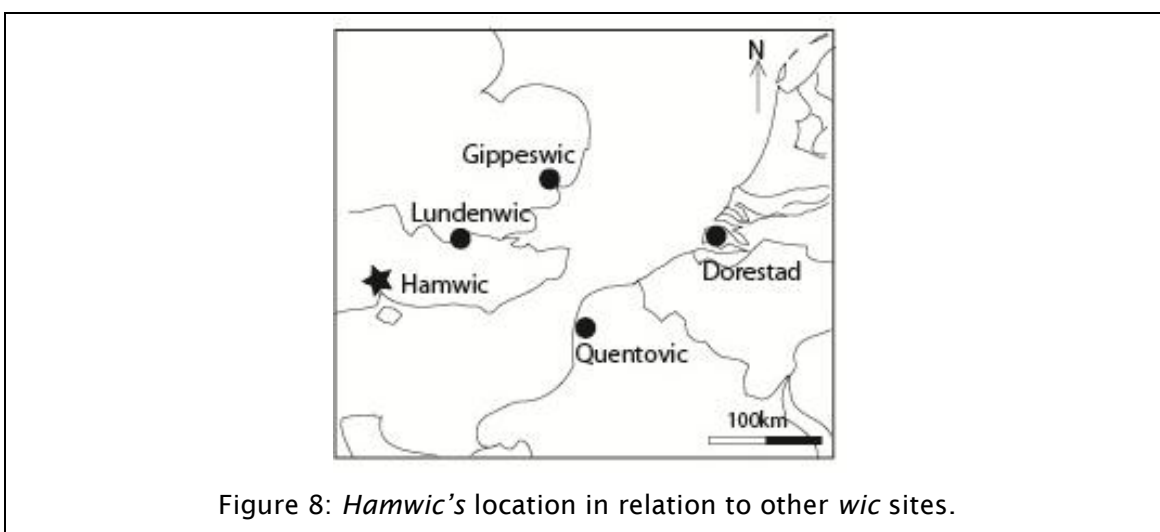 N
Gippeswic
Lundenwic
Hamwic
Dorestad
Quentovic
100km
Figure 8: Hamwic's location in relation to other wic sites.